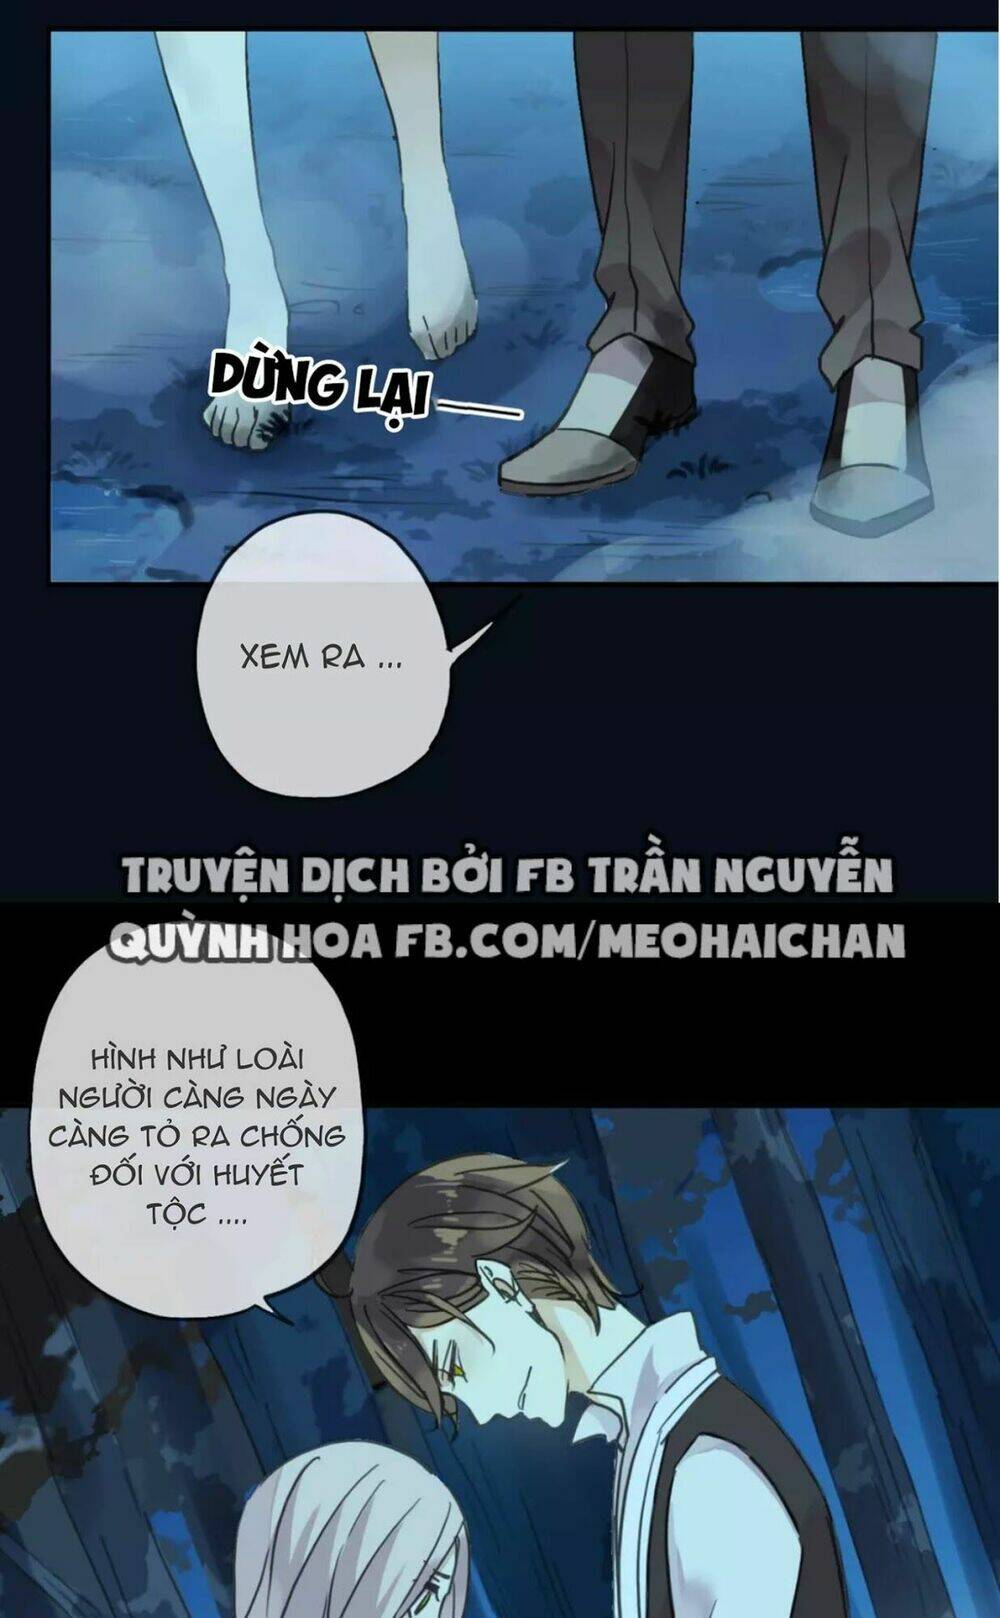 DỪNG LẠI
XEM RA ...
TRUYỆN DỊCH BỞI FB TRẦN NGUYỄN
QUỲNH HOA FB.COM/MEOHAICHAN
HÌNH NHƯ LOÀI
NGƯỜI CÀNG NGÀY
CÀNG TỎ RA CHỐNG
ĐỐI VỚI HUYẾT
TỘC ....